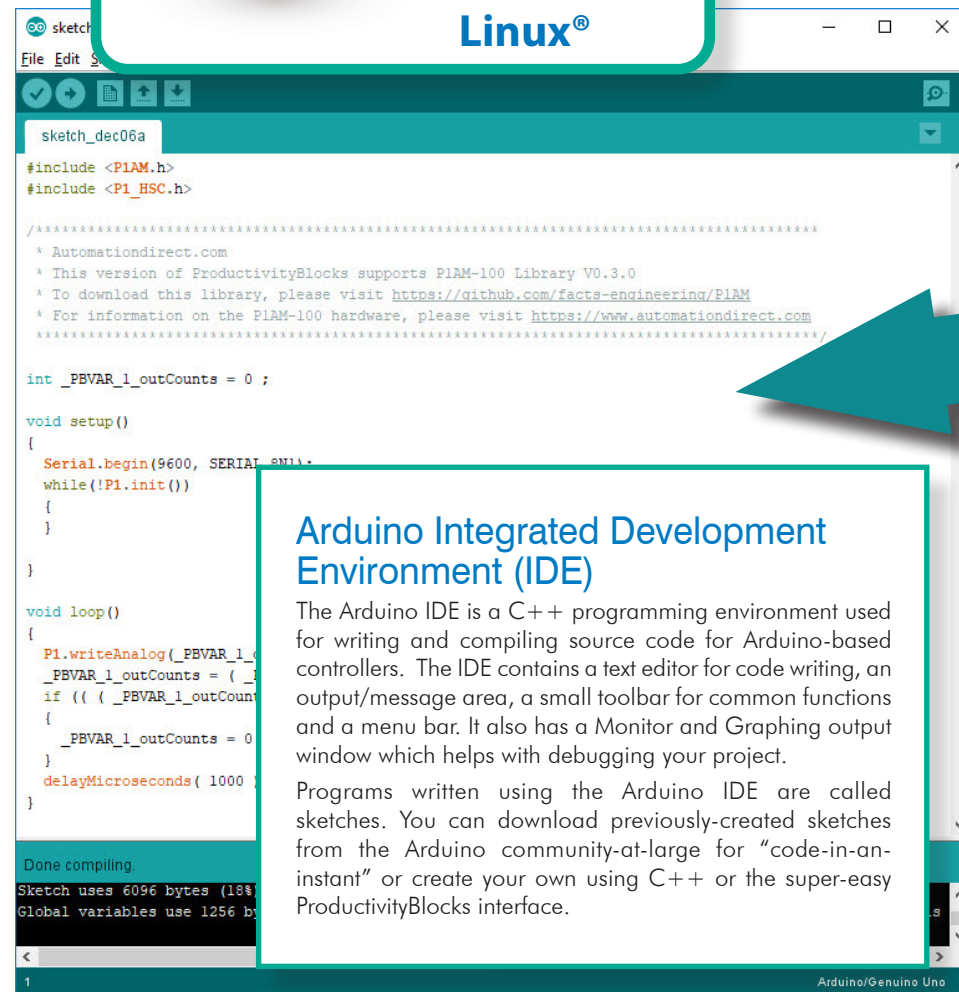 Linux®
sketch
File Edit
sketch_dec06a
#include <P1AM.h>
#include <P1_HSC.h>
/*******************************************************************************
* Automationdirect.com
* This version of ProductivityBlocks supports P1AM-100 Library V0.3.0
* To download this library, please visit https://github.com/facts-engineering/P1AM
* For information on the P1AM-100 hardware, please visit https://www.automationdirect.com
*******************************************************************************/
int _PBVAR_1_outCounts = 0 ;
void setup()
{
Serial.begin(9600, SERIAL_8N1);
while(!P1.init())
{
}
}
void loop()
{
P1.writeAnalog(_PBVAR_1_
_PBVAR_1_outCounts = (
if (( ( _PBVAR_1_outCount
{
_PBVAR_1_outCounts = 0
}
delayMicroseconds( 1000
}
Done compiling.
Sketch uses 6096 bytes (18%)
Global variables use 1256
Arduino Integrated Development
Environment (IDE)
The Arduino IDE is a C++ programming environment used
for writing and compiling source code for Arduino-based
controllers. The IDE contains a text editor for code writing, an
output/message area, a small toolbar for common functions
and a menu bar. It also has a Monitor and Graphing output
window which helps with debugging your project.
Programs written using the Arduino IDE are called
sketches. You can download previously-created sketches
from the Arduino community-at-large for “code-in-an-
instant” or create your own using C++ or the super-easy
ProductivityBlocks interface.
1
Arduino/Genuino Uno